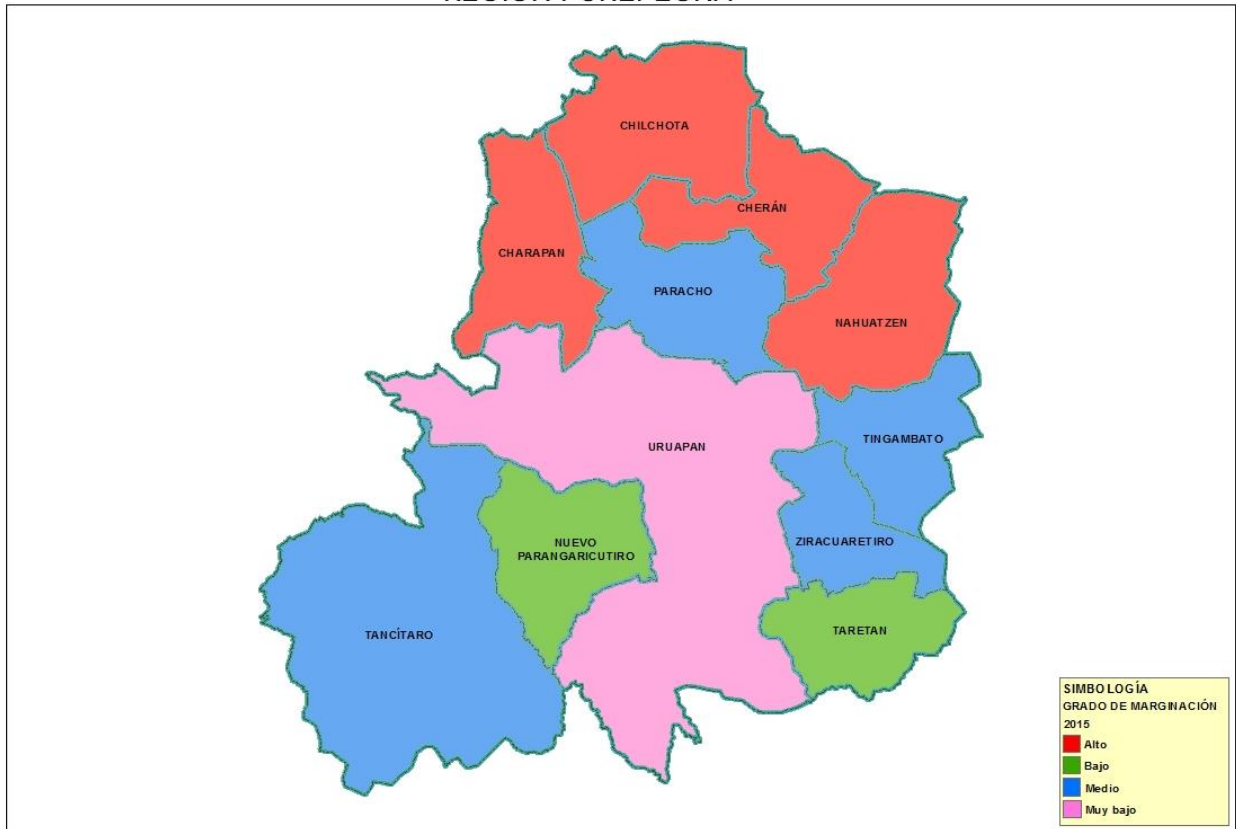 CHILCHOTA
CHERÁN
CHARAPAN
PARACHO
NAHUATZEN
TINGAMBATO
URUAPAN
ZIRACUARETIRO
NUEVO
PARANGARICUTIRO
TANCÍTARO
TARETAN
SIMBOLOGÍA
GRADO DE MARGINACIÓN
2015
Alto
Bajo
Medio
Muy bajo